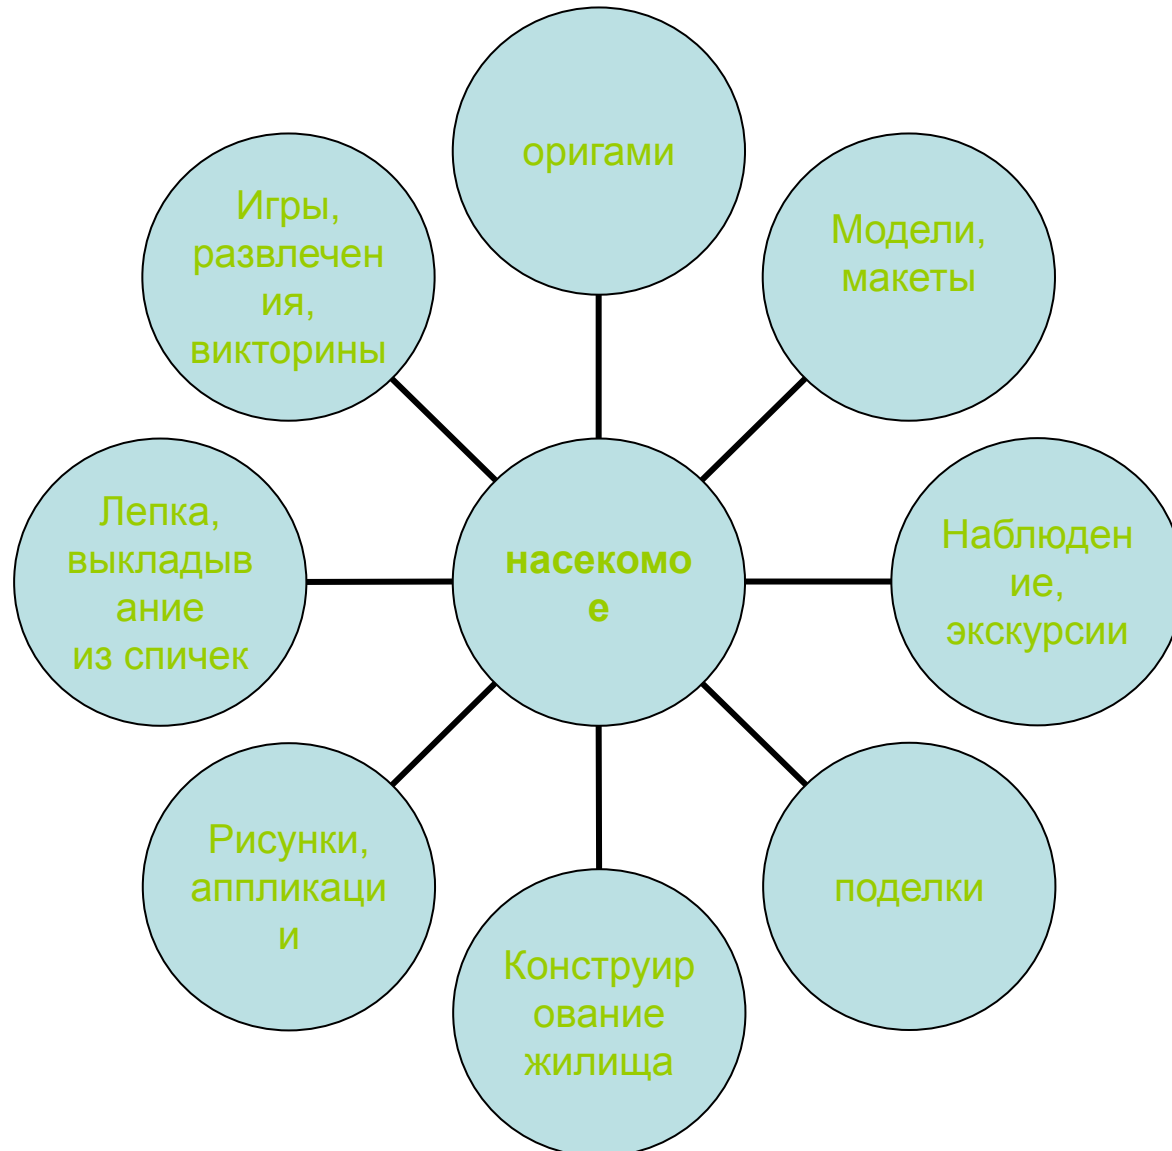 оригами
Игры,
развлечен
ия,
викторины
Модели,
макеты
Лепка,
выкладыв
ание
из спичек
насекомо
е
Наблюден
ие,
экскурсии
Рисунки,
аппликаци
и
поделки
Конструир
ование
жилища